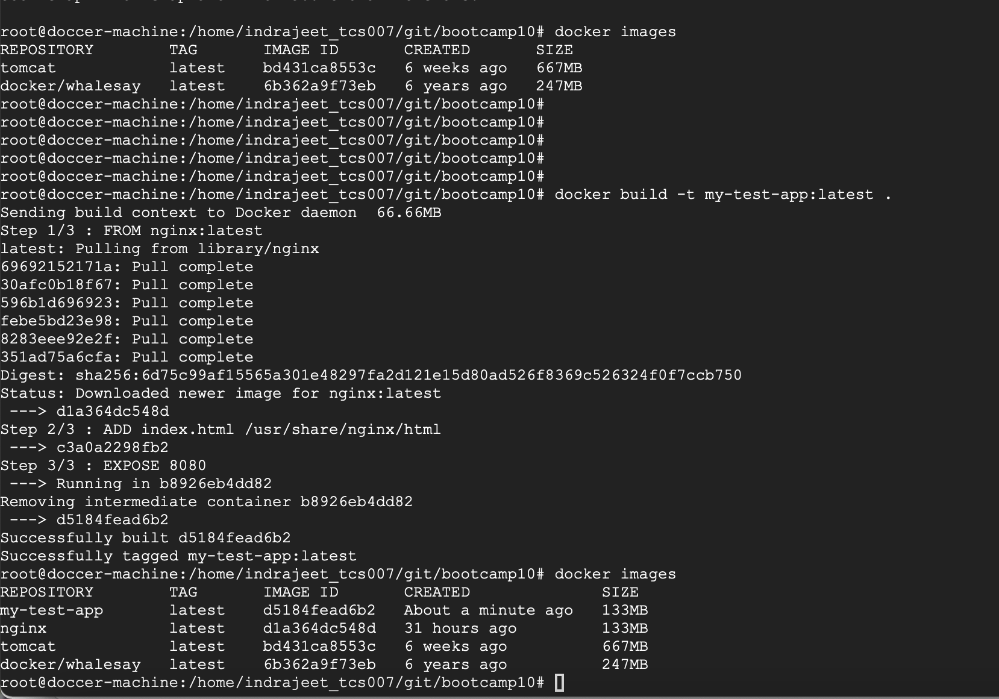 root@doccer-machine:/home/indrajeet_tcs007/git/bootcamp10# docker images
REPOSITORY        TAG       IMAGE ID       CREATED       SIZE
tomcat            latest    bd431ca8553c   6 weeks ago   667MB
docker/whalesay   latest    6b362a9f73eb   6 years ago   247MB
root@doccer-machine:/home/indrajeet_tcs007/git/bootcamp10#
root@doccer-machine:/home/indrajeet_tcs007/git/bootcamp10#
root@doccer-machine:/home/indrajeet_tcs007/git/bootcamp10#
root@doccer-machine:/home/indrajeet_tcs007/git/bootcamp10#
root@doccer-machine:/home/indrajeet_tcs007/git/bootcamp10#
root@doccer-machine:/home/indrajeet_tcs007/git/bootcamp10# docker build -t my-test-app:latest .
Sending build context to Docker daemon  66.66MB
Step 1/3 : FROM nginx:latest
latest: Pulling from library/nginx
69692152171a: Pull complete
30afc0b18f67: Pull complete
596b1d696923: Pull complete
febe5bd23e98: Pull complete
8283eee92e2f: Pull complete
351ad75a6cfa: Pull complete
Digest: sha256:6d75c99af15565a301e48297fa2d121e15d80ad526f8369c526324f0f7ccb750
Status: Downloaded newer image for nginx:latest
 ---> d1a364dc548d
Step 2/3 : ADD index.html /usr/share/nginx/html
 ---> c3a0a2298fb2
Step 3/3 : EXPOSE 8080
 ---> Running in b8926eb4dd82
Removing intermediate container b8926eb4dd82
 ---> d5184fead6b2
Successfully built d5184fead6b2
Successfully tagged my-test-app:latest
root@doccer-machine:/home/indrajeet_tcs007/git/bootcamp10# docker images
REPOSITORY        TAG       IMAGE ID       CREATED              SIZE
my-test-app       latest    d5184fead6b2   About a minute ago   133MB
nginx             latest    d1a364dc548d   31 hours ago         133MB
tomcat            latest    bd431ca8553c   6 weeks ago          667MB
docker/whalesay   latest    6b362a9f73eb   6 years ago          247MB
root@doccer-machine:/home/indrajeet_tcs007/git/bootcamp10#